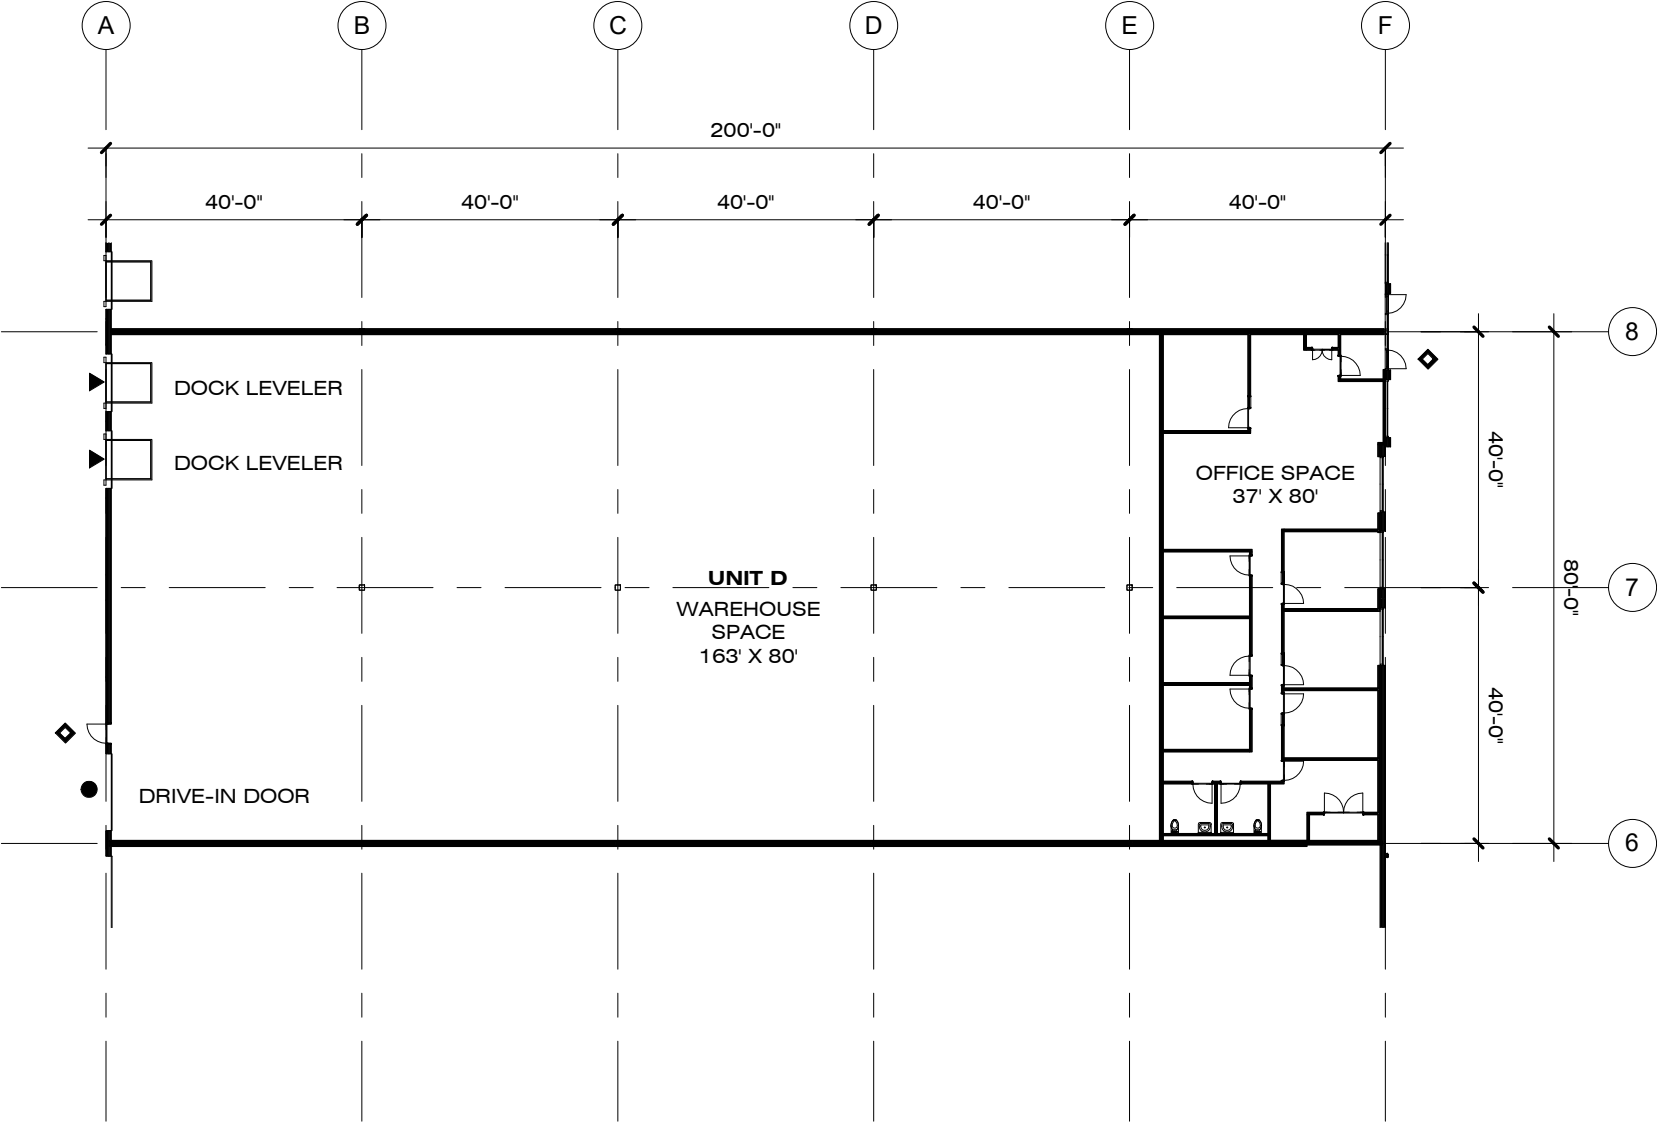 A
B
C
D
E
F
200'-0"
40'-0"
40'-0"
40'-0"
40'-0"
40'-0"
8
DOCK LEVELER
DOCK LEVELER
40'-0"
OFFICE SPACE
37' X 80'
UNIT D
WAREHOUSE
SPACE
163' X 80'
80'-0"
7
40'-0"
DRIVE-IN DOOR
6